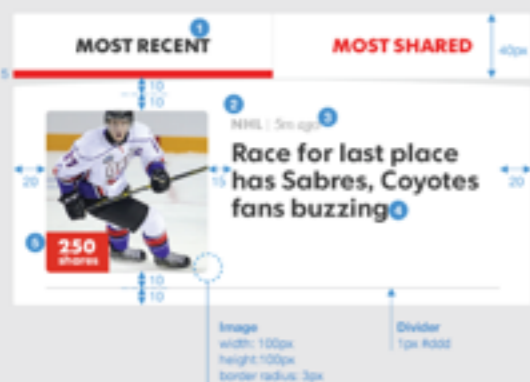 1
MOST RECENT
MOST SHARED
40px
5
10
10
2
3
NHL | 5m ago
Race for last place
has Sabres, Coyotes
fans buzzing
4
20
15
20
5
250
shares
10
10
Image
width: 100px
height: 100px
border radius: 3px
Divider
1px #ddd